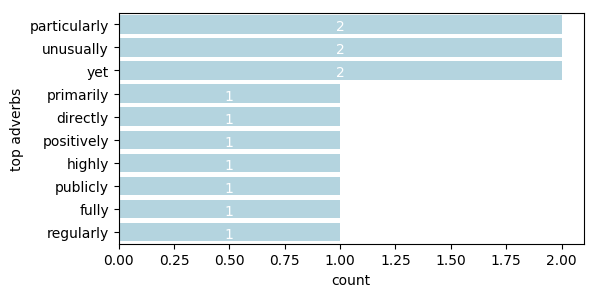 particularly 2
unusually 2
yet 2
primarily 1
directly 1
positively 1
highly 1
publicly 1
fully 1
regularly 1
top adverbs
0.00 0.25 0.50 0.75 1.00 1.25 1.50 1.75 2.00
count